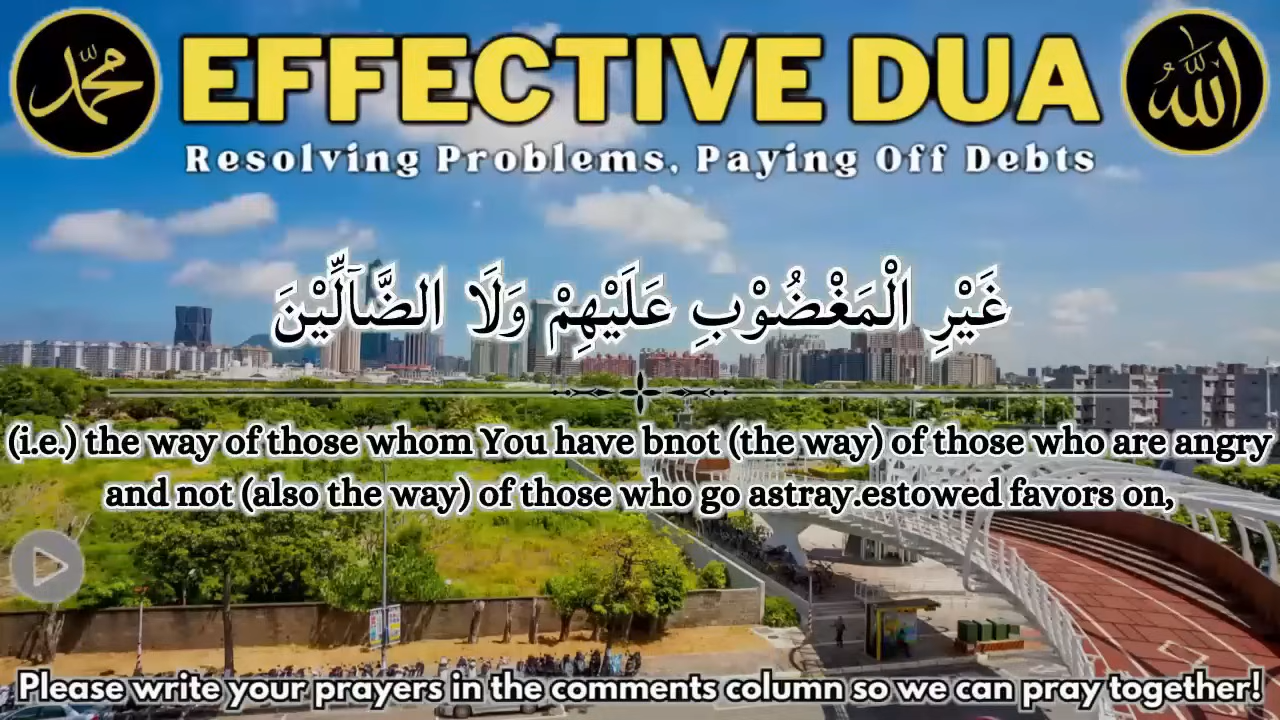 محمد
EFFECTIVE DUA
الله
Resolving Problems, Paying Off Debts
غَيْرِ الْمَغْضُوْبِ عَلَيْهِمْ وَلَا الضَّآلِّيْنَ
(i.e.) the way of those whom You have bnot (the way) of those who are angry
and not (also the way) of those who go astray.estowed favors on,
Please write your prayers in the comments column so we can pray together!